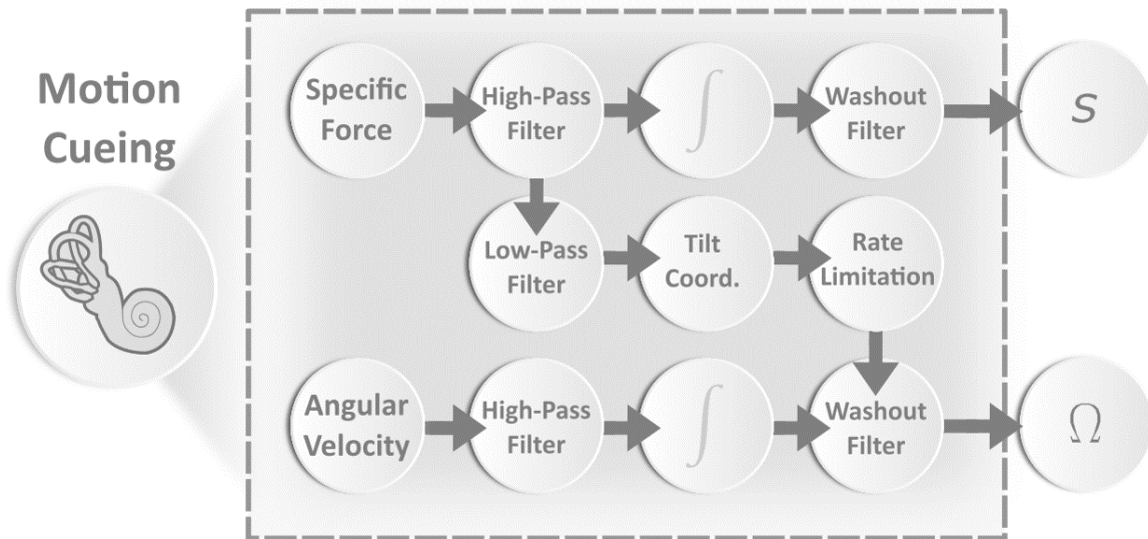 Motion
Cueing
Specific
Force
High-Pass
Filter
∫
Washout
Filter
S
Low-Pass
Filter
Tilt
Coord.
Rate
Limitation
Angular
Velocity
High-Pass
Filter
∫
Washout
Filter
Ω